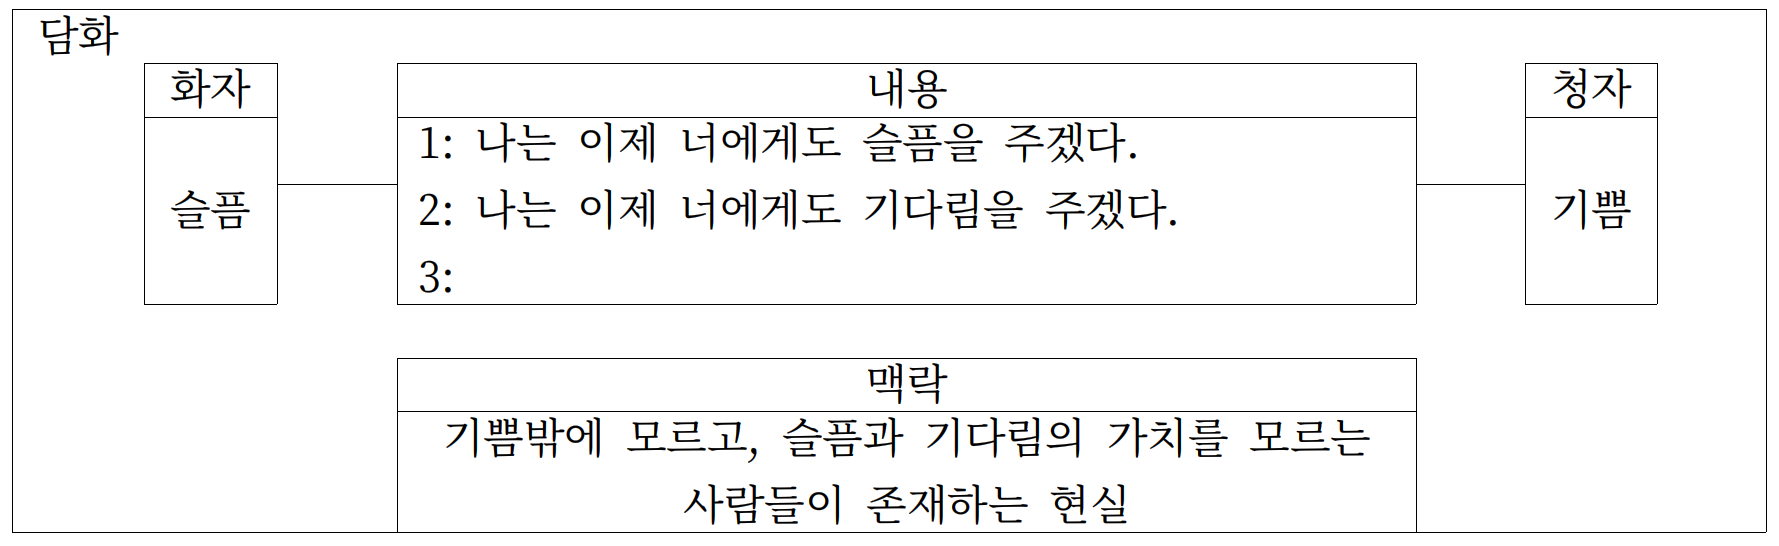 담화
화자
내용
청자
슬픔
1: 나는 이제 너에게도 슬픔을 주겠다.
2: 나는 이제 너에게도 기다림을 주겠다.
3:
기쁨
맥락
기쁨밖에 모르고, 슬픔과 기다림의 가치를 모르는
사람들이 존재하는 현실